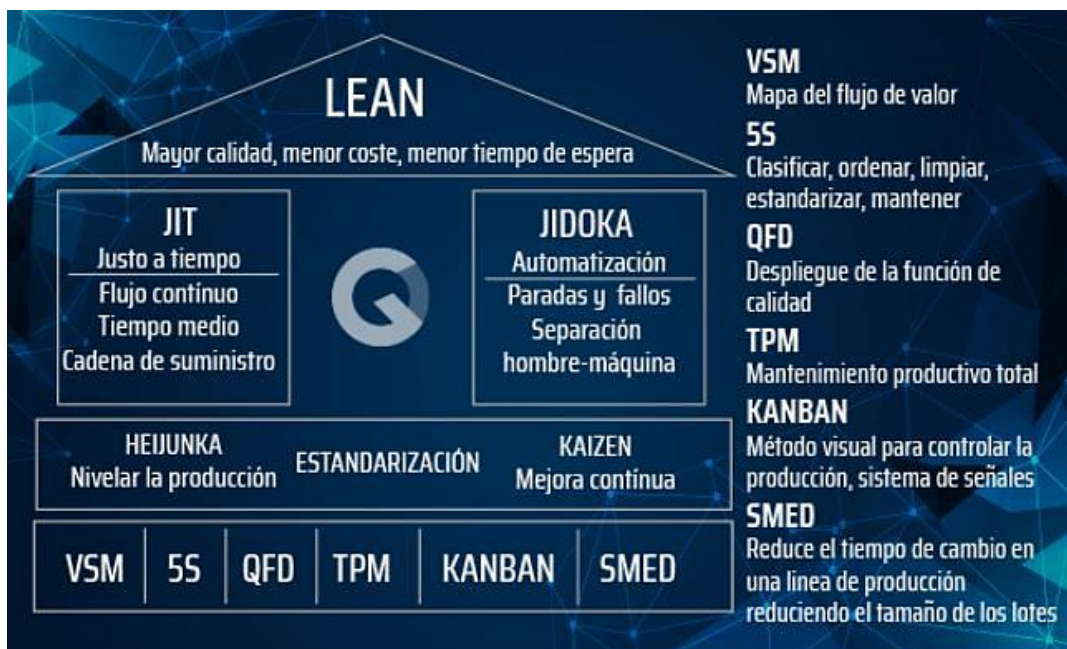 LEAN
Mayor calidad, menor coste, menor tiempo de espera
JIT
Justo a tiempo
Flujo contínuo
Tiempo medio
Cadena de suministro
JIDOKA
Automatización
Paradas y fallos
Separación
hombre-máquina
HEIJUNKA
Nivelar la producción
ESTANDARIZACIÓN
KAIZEN
Mejora contínua
VSM
5S
QFD
TPM
KANBAN
SMED
VSM
Mapa del flujo de valor
5S
Clasificar, ordenar, limpiar,
estandarizar, mantener
QFD
Despliegue de la función de
calidad
TPM
Mantenimiento productivo total
KANBAN
Método visual para controlar la
producción, sistema de señales
SMED
Reduce el tiempo de cambio en
una linea de producción
reduciendo el tamaño de los lotes